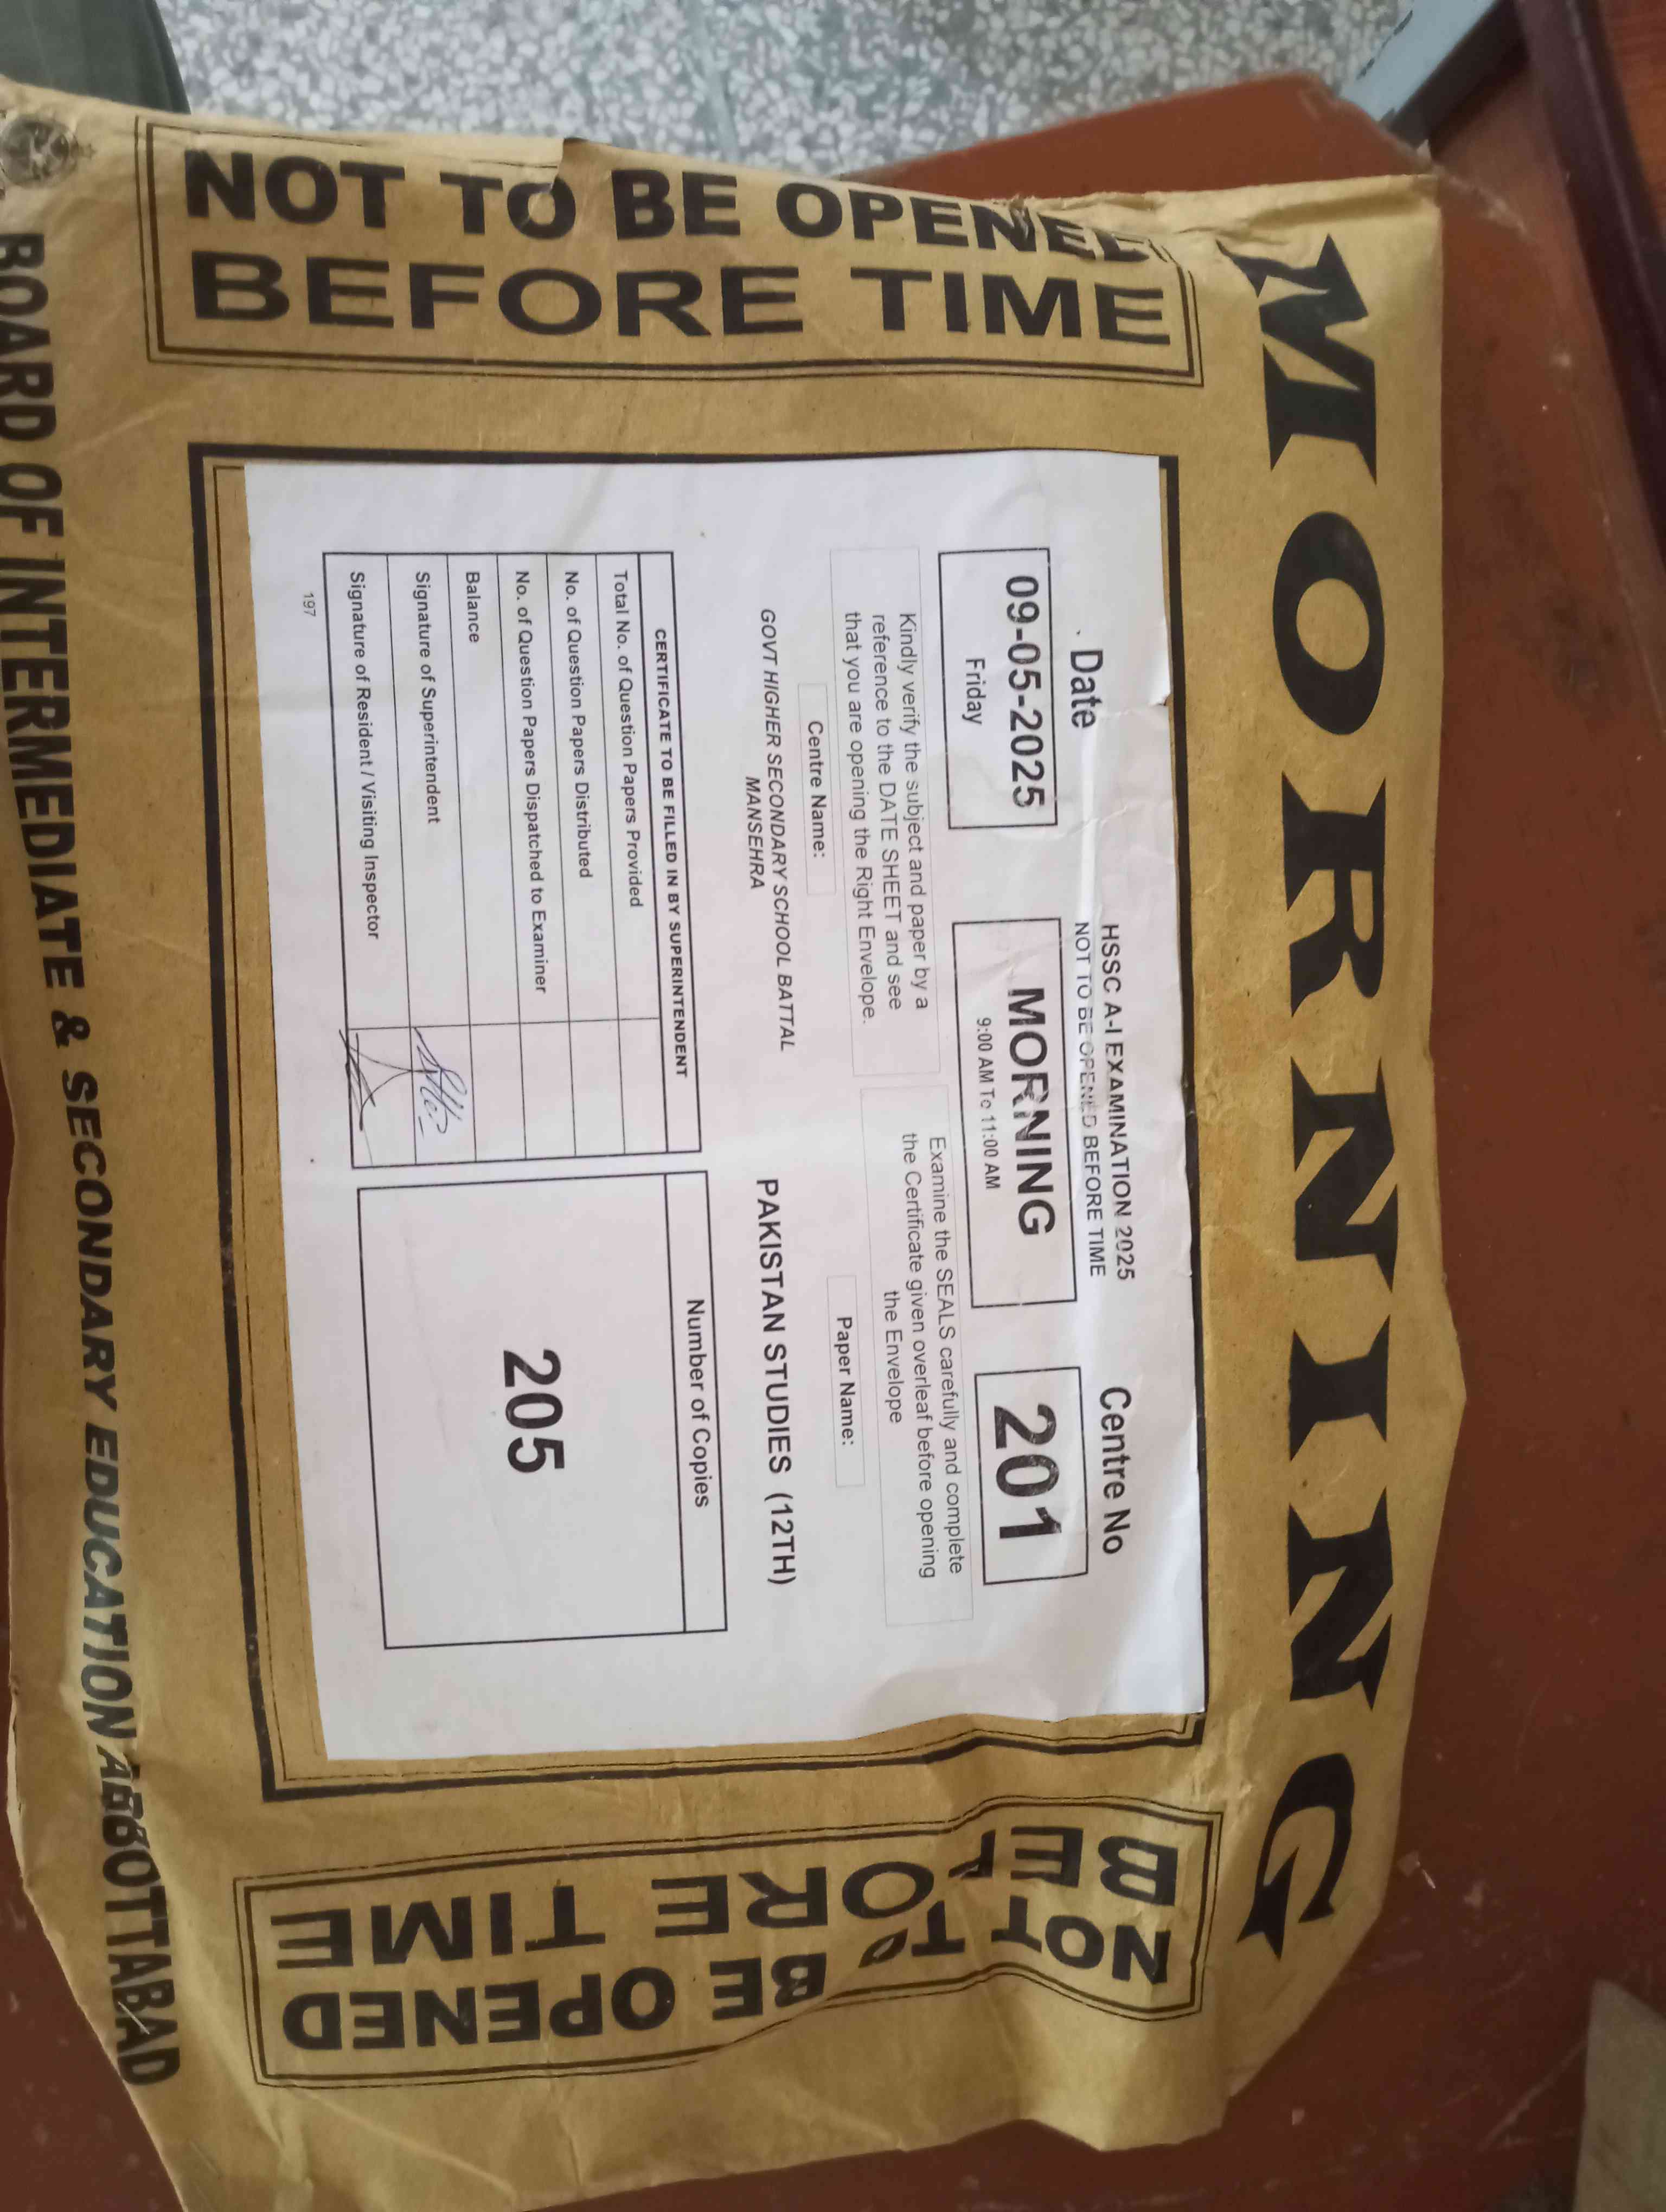 MORNING
NOT TO BE OPENED
BEFORE TIME
HSSC A-I EXAMINATION 2025
NOT TO BE OPENED BEFORE TIME
Date
09-05-2025
Friday
MORNING
9:00 AM To 11:00 AM
Centre No
201
Kindly verify the subject and paper by a
reference to the DATE SHEET and see
that you are opening the Right Envelope.
Examine the SEALS carefully and complete
the Certificate given overleaf before opening
the Envelope
Centre Name:
GOVT HIGHER SECONDARY SCHOOL BATTAL
MANSEHRA
Paper Name:
PAKISTAN STUDIES (12TH)
CERTIFICATE TO BE FILLED IN BY SUPERINTENDENT
Total No. of Question Papers Provided
No. of Question Papers Distributed
No. of Question Papers Dispatched to Examiner
Balance
Signature of Superintendent
Signature of Resident / Visiting Inspector
Number of Copies
205
197
NOT TO BE OPENED
BEFORE TIME
BOARD OF INTERMEDIATE & SECONDARY EDUCATION ABBOTTABAD